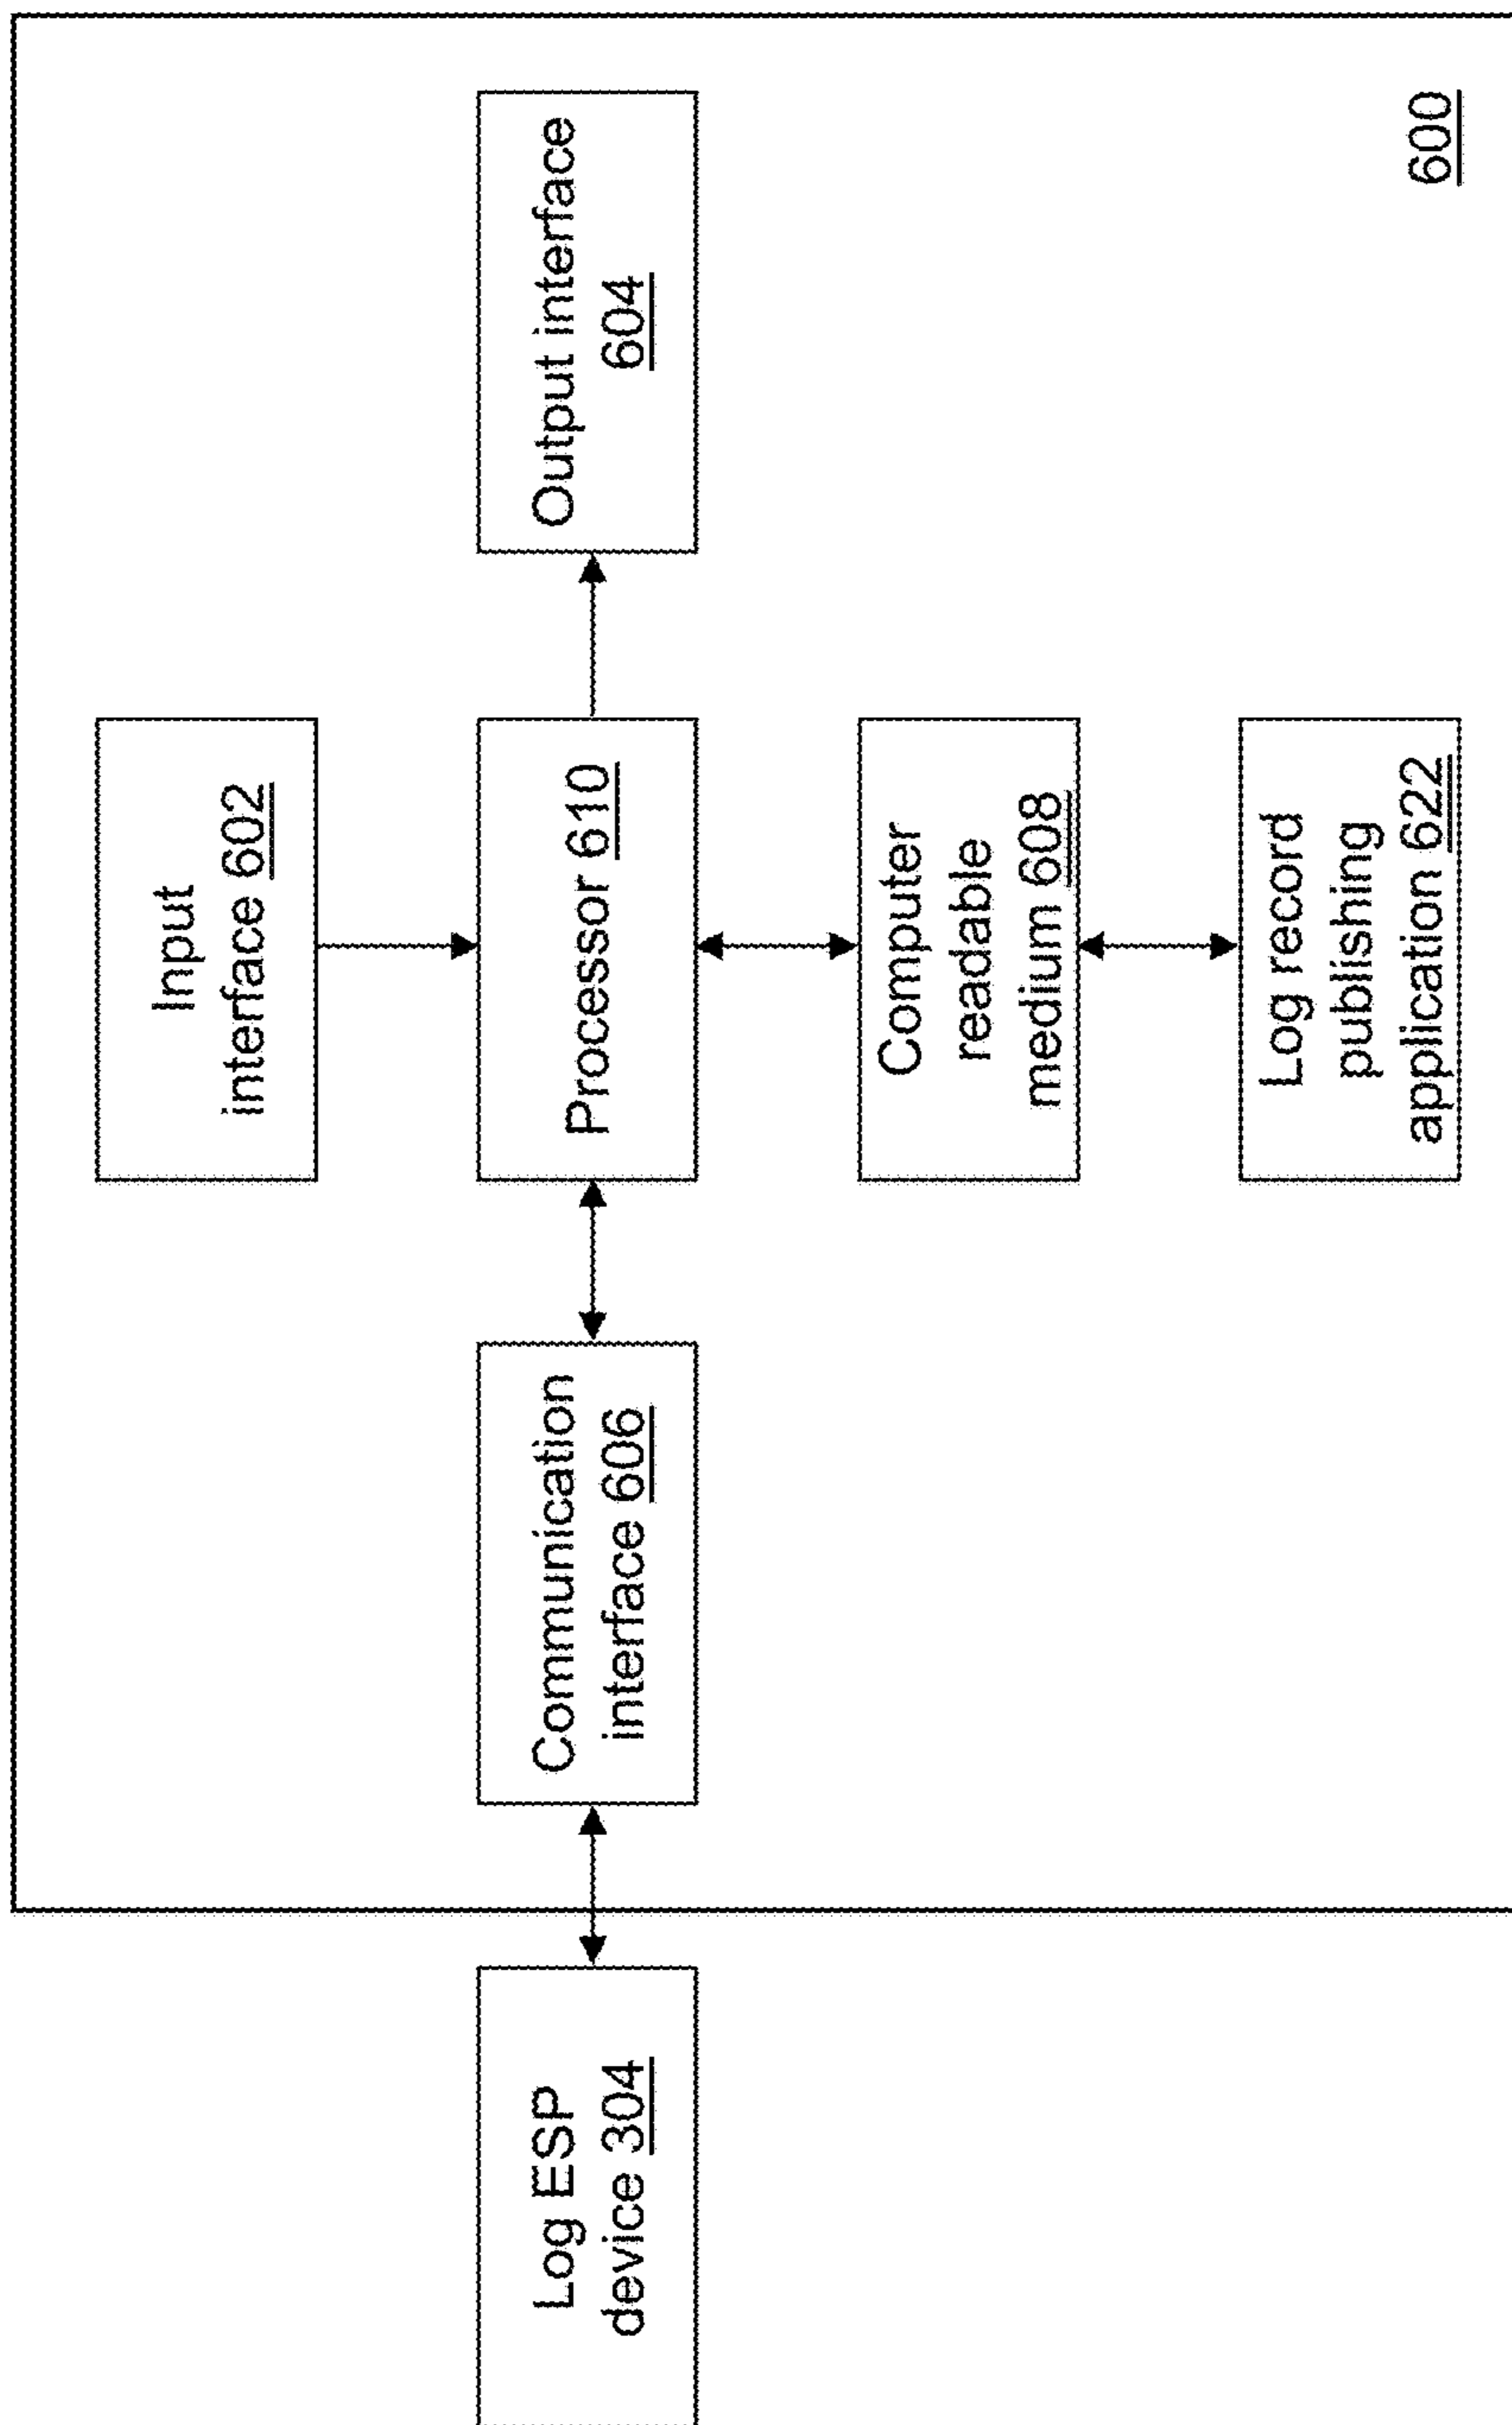 Input
interface 602
Log ESP
device 304
Communication
interface 606
Processor 610
Output interface
604
Computer
readable
medium 608
Log record
publishing
application 622
600